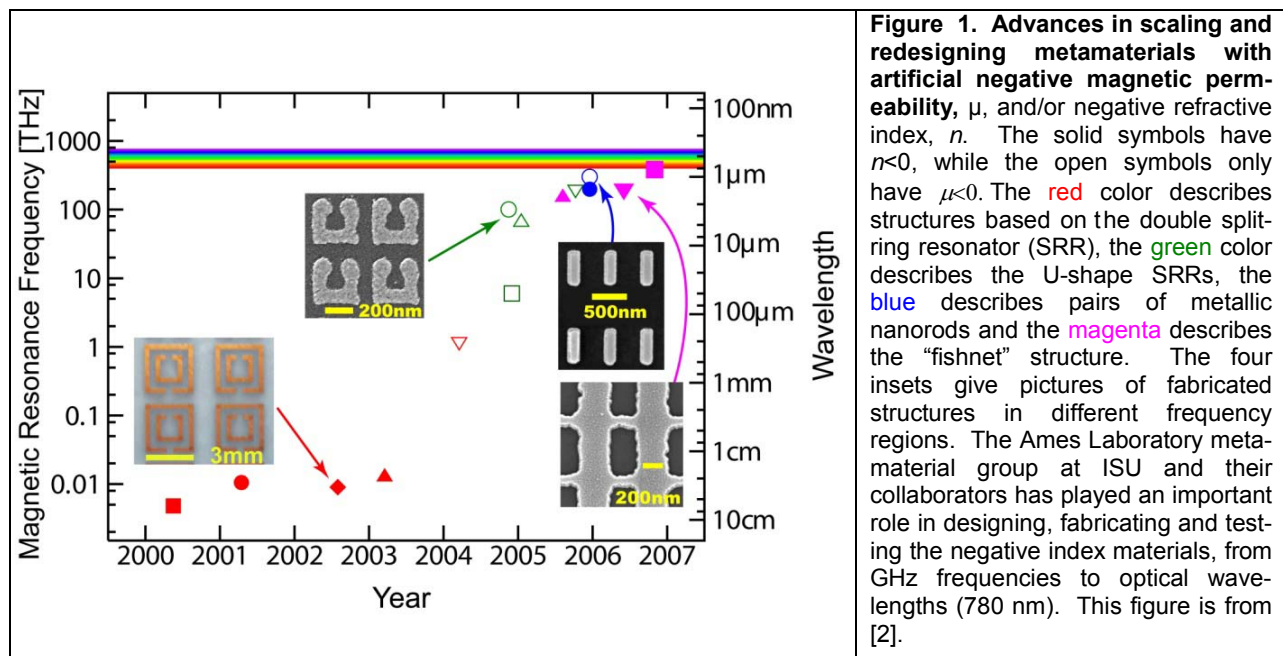 Magnetic Resonance Frequency [THz]
1000
100
10
1
0.1
0.01
200nm
3mm
500nm
200nm
100nm
1µm
10µm
100µm
1mm
1cm
10cm
Wavelength
2000 2001 2002 2003 2004 2005 2006 2007
Year
Figure 1. Advances in scaling and
redesigning metamaterials with
artificial negative magnetic perm-
eability, µ, and/or negative refractive
index, n. The solid symbols have
n<0, while the open symbols only
have µ<0. The red color describes
structures based on the double split-
ring resonator (SRR), the green color
describes the U-shape SRRs, the
blue describes pairs of metallic
nanorods and the magenta describes
the “fishnet” structure. The four
insets give pictures of fabricated
structures in different frequency
regions. The Ames Laboratory meta-
material group at ISU and their
collaborators has played an important
role in designing, fabricating and test-
ing the negative index materials, from
GHz frequencies to optical wave-
lengths (780 nm). This figure is from
[2].